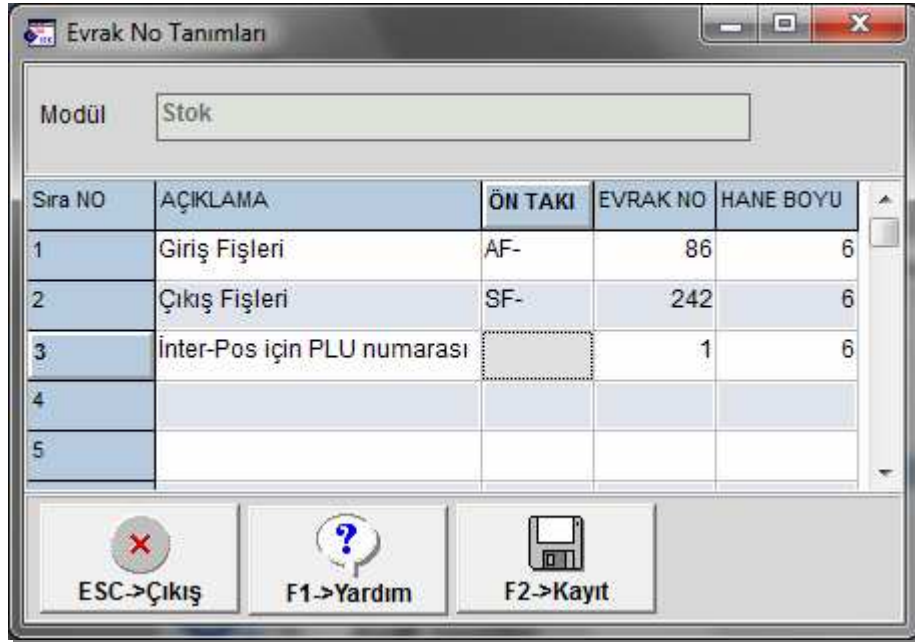 Evrak No Tanımları
Modül Stok
Sıra NO AÇIKLAMA ÖN TAKI EVRAK NO HANE BOYU
1 Giriş Fişleri AF- 86 6
2 Çıkış Fişleri SF- 242 6
3 İnter-Pos için PLU numarası 1 6
4
5
ESC->Çıkış F1->Yardım F2->Kayıt